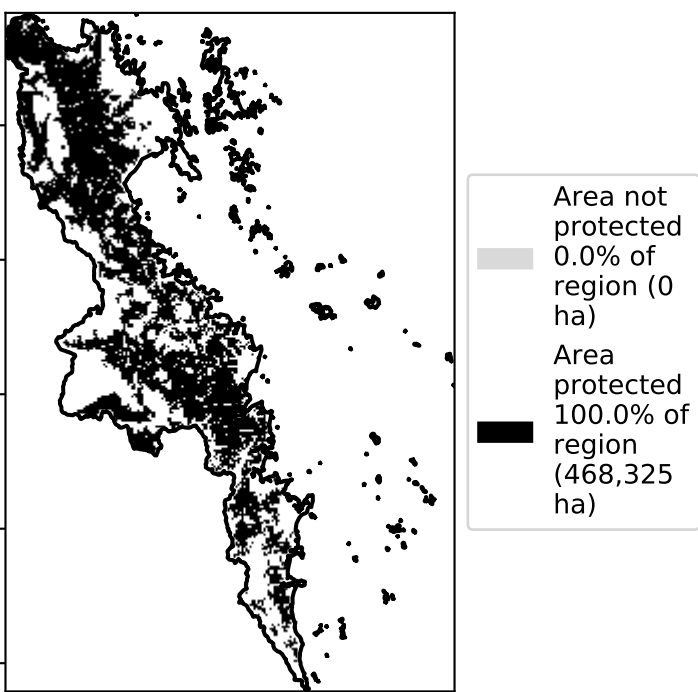 Area not
protected
0.0% of
region (0
ha)
Area
protected
100.0% of
region
(468,325
ha)